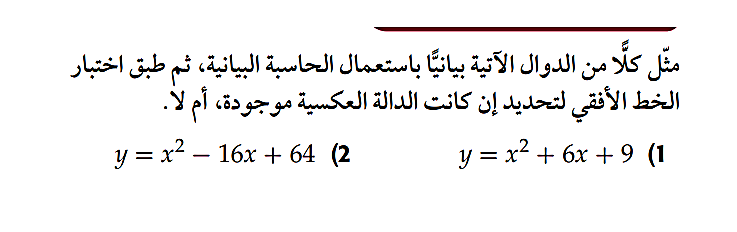 مثّل كلًّا من الدوال الآتية بيانيًّا باستعمال الحاسبة البيانية، ثم طبق اختبار
الخط الأفقي لتحديد إن كانت الدالة العكسية موجودة، أم لا.
(1 y = x² + 6x + 9 (2 y = x² − 16x + 64